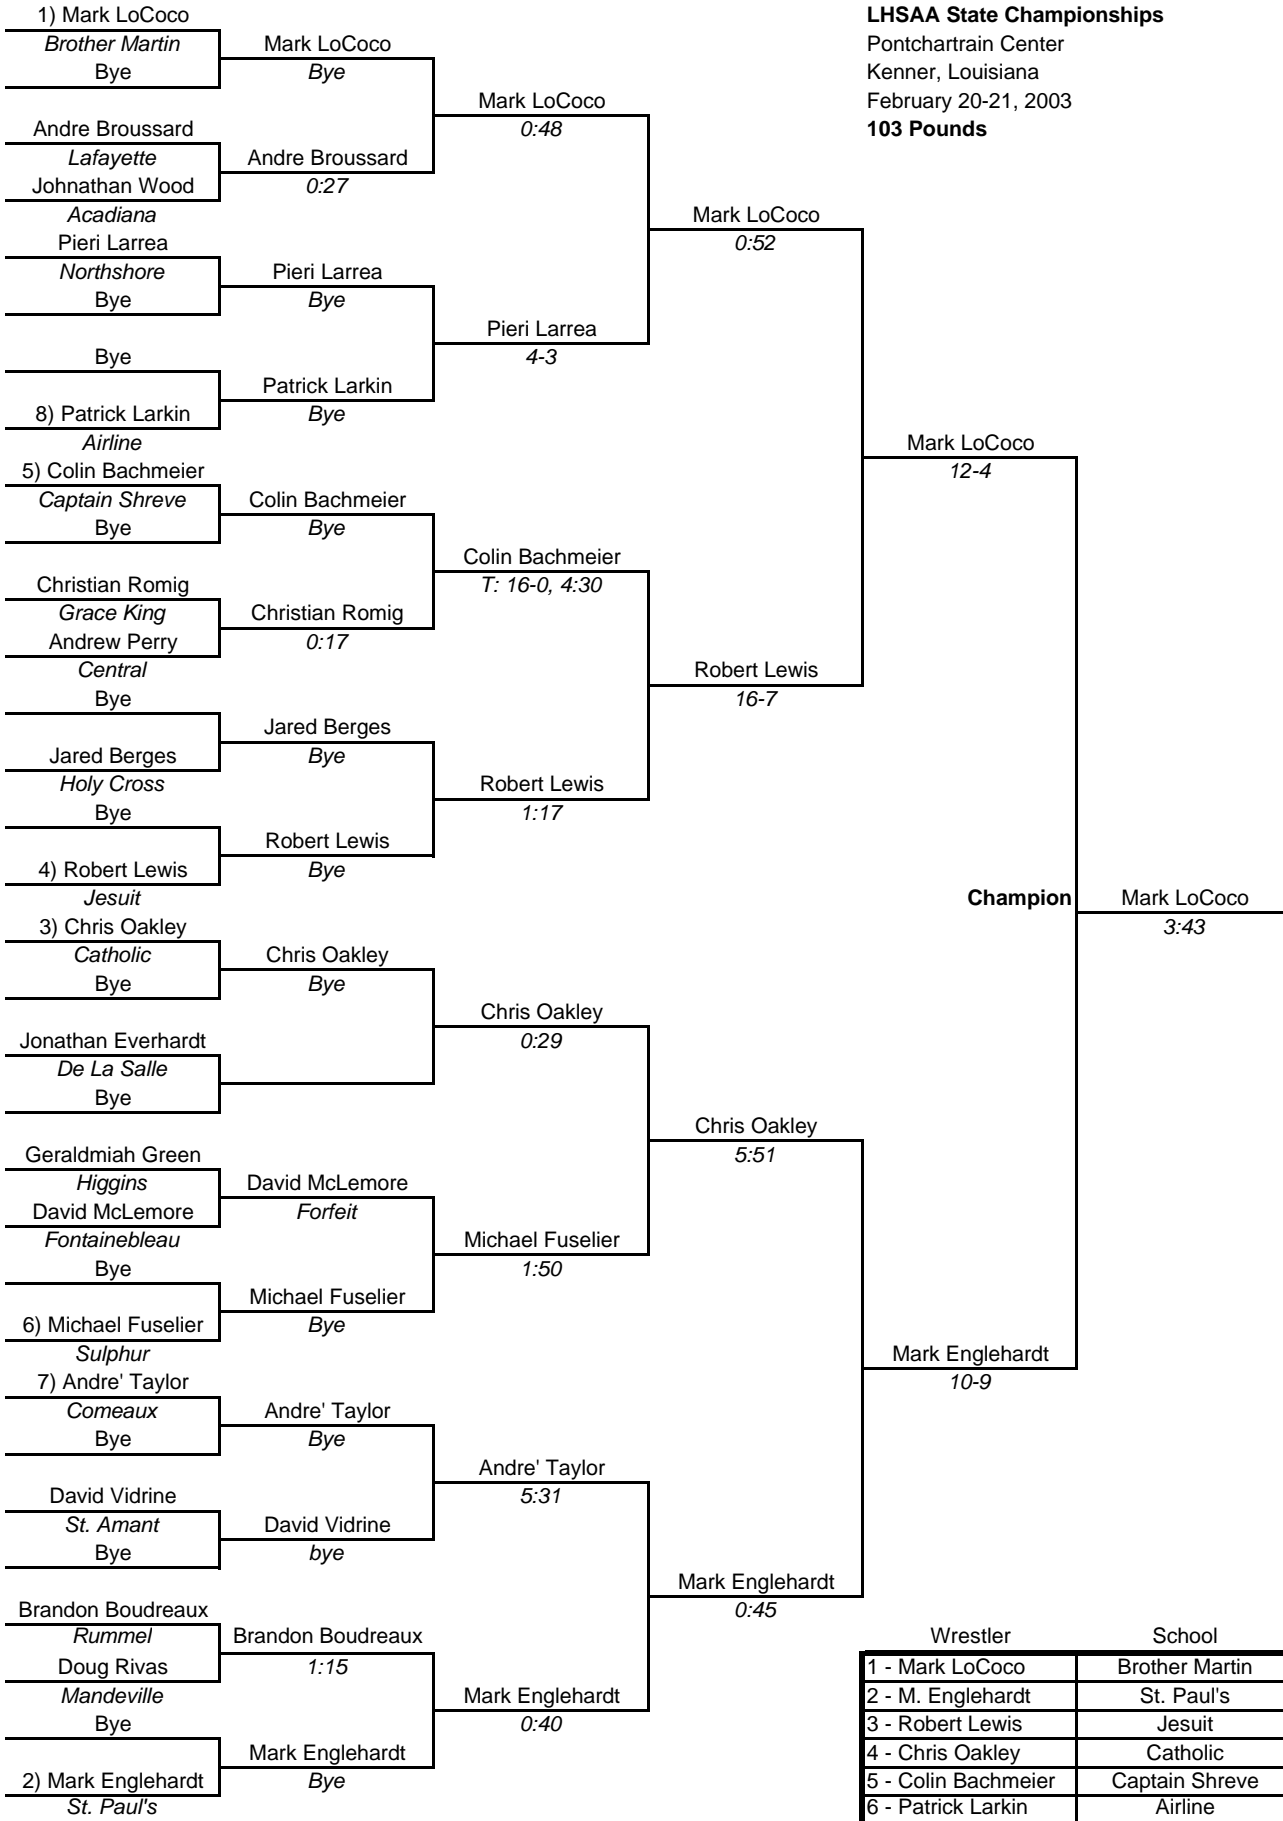 1) Mark LoCoco
Brother Martin
Bye
Andre Broussard
Lafayette
Johnathan Wood
Acadiana
Pieri Larrea
Northshore
Bye
Bye
8) Patrick Larkin
Airline
5) Colin Bachmeier
Captain Shreve
Bye
Christian Romig
Grace King
Andrew Perry
Central
Bye
Jared Berges
Holy Cross
Bye
4) Robert Lewis
Jesuit
3) Chris Oakley
Catholic
Bye
Jonathan Everhardt
De La Salle
Bye
Geraldmiah Green
Higgins
David McLemore
Fontainebleau
Bye
6) Michael Fuselier
Sulphur
7) Andre' Taylor
Comeaux
Bye
David Vidrine
St. Amant
Bye
Brandon Boudreaux
Rummel
Doug Rivas
Mandeville
Bye
2) Mark Englehardt
St. Paul's
Mark LoCoco
Bye
Andre Broussard
0:27
Pieri Larrea
Bye
Patrick Larkin
Bye
Colin Bachmeier
Bye
Christian Romig
0:17
Jared Berges
Bye
Robert Lewis
Bye
Chris Oakley
Bye
David McLemore
Forfeit
Michael Fuselier
Bye
Andre' Taylor
Bye
David Vidrine
bye
Brandon Boudreaux
1:15
Mark Englehardt
Bye
Mark LoCoco
0:48
Pieri Larrea
4-3
Colin Bachmeier
T: 16-0, 4:30
Robert Lewis
1:17
Chris Oakley
0:29
Michael Fuselier
1:50
Andre' Taylor
5:31
Mark Englehardt
0:40
Mark LoCoco
0:52
Robert Lewis
16-7
Chris Oakley
5:51
Mark Englehardt
0:45
LHSAA State Championships
Pontchartrain Center
Kenner, Louisiana
February 20-21, 2003
103 Pounds
Mark LoCoco
12-4
Mark Englehardt
10-9
Champion
Mark LoCoco
3:43
Wrestler School
1 - Mark LoCoco Brother Martin
2 - M. Englehardt St. Paul's
3 - Robert Lewis Jesuit
4 - Chris Oakley Catholic
5 - Colin Bachmeier Captain Shreve
6 - Patrick Larkin Airline